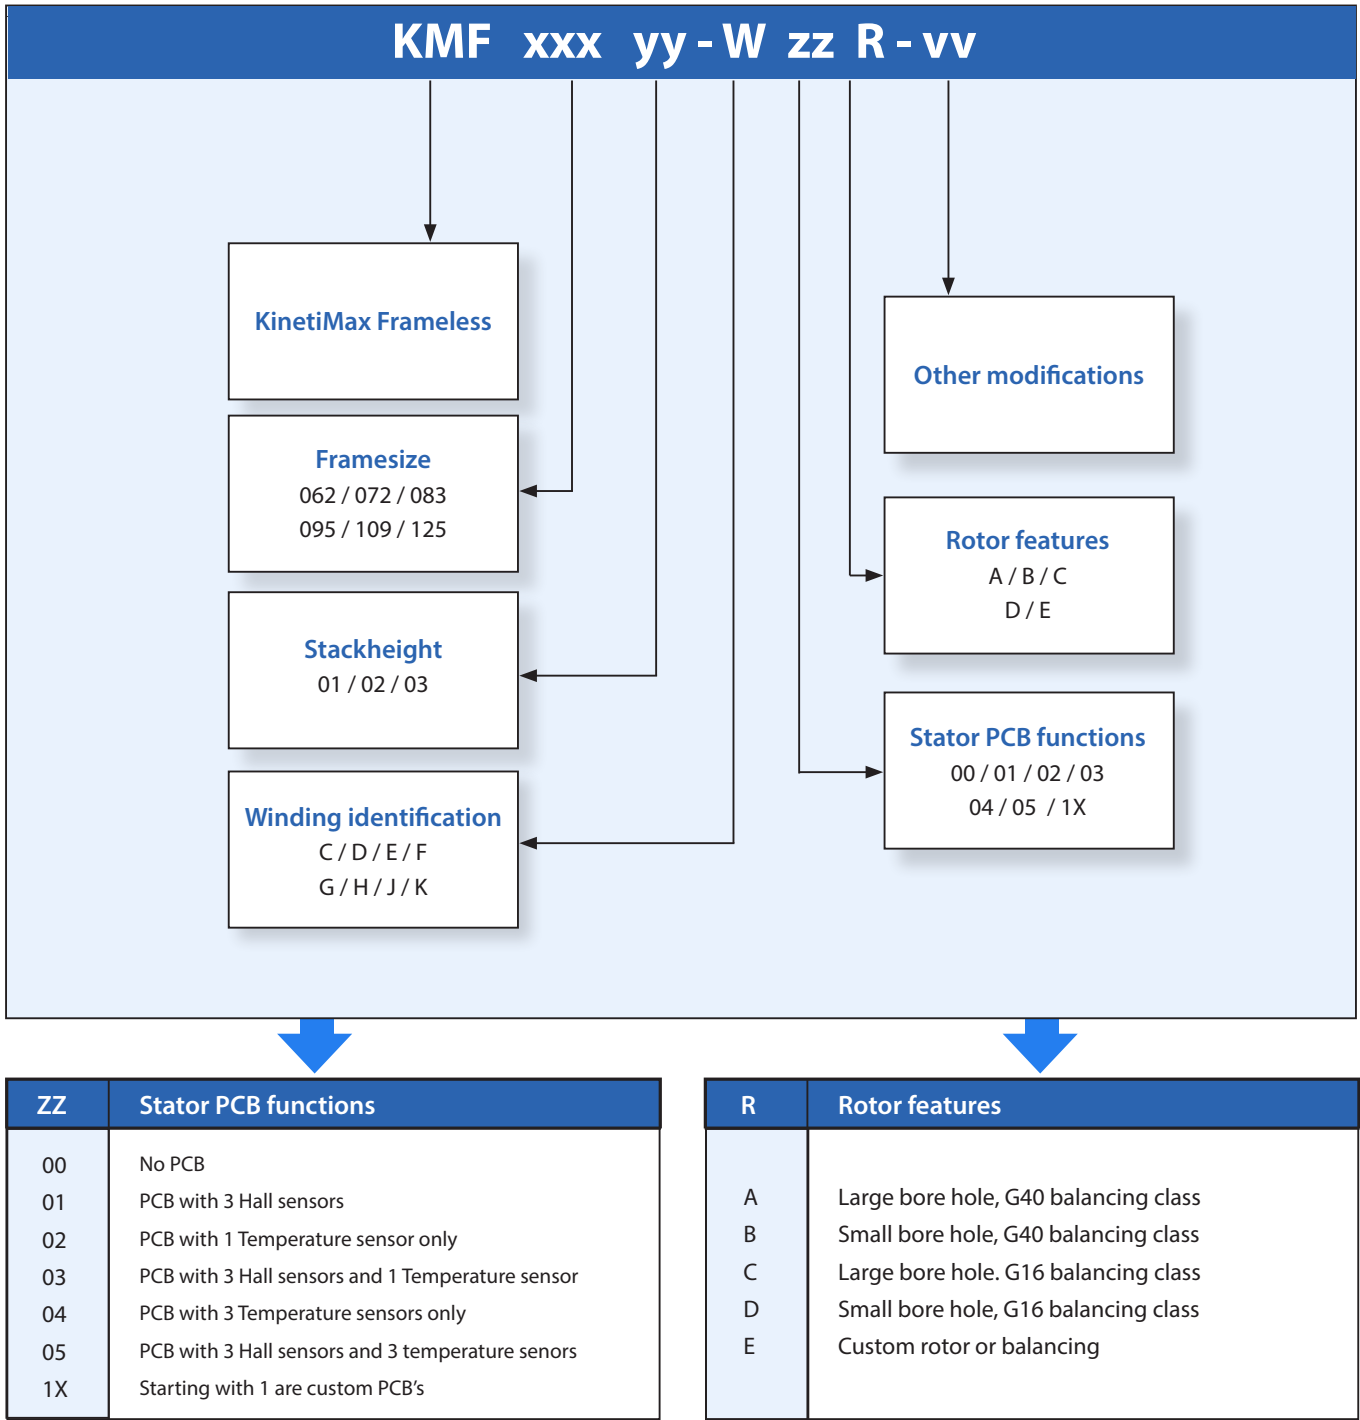 KMF xxx yy - W zz R - vv
KinetiMax Frameless
Framesize
062 / 072 / 083
095 / 109 / 125
Stackheight
01 / 02 / 03
Winding identification
C / D / E / F
G / H / J / K
Other modifications
Rotor features
A / B / C
D / E
Stator PCB functions
00 / 01 / 02 / 03
04 / 05 / 1X
ZZ Stator PCB functions
00 No PCB
01 PCB with 3 Hall sensors
02 PCB with 1 Temperature sensor only
03 PCB with 3 Hall sensors and 1 Temperature sensor
04 PCB with 3 Temperature sensors only
05 PCB with 3 Hall sensors and 3 temperature senors
1X Starting with 1 are custom PCB's
R Rotor features
A Large bore hole, G40 balancing class
B Small bore hole, G40 balancing class
C Large bore hole. G16 balancing class
D Small bore hole, G16 balancing class
E Custom rotor or balancing